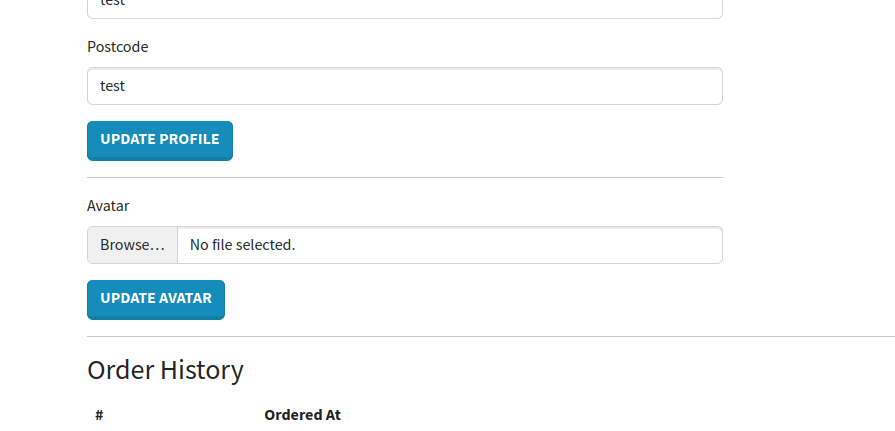 test
Postcode
test
UPDATE PROFILE
Avatar
Browse… No file selected.
UPDATE AVATAR
Order History
# Ordered At